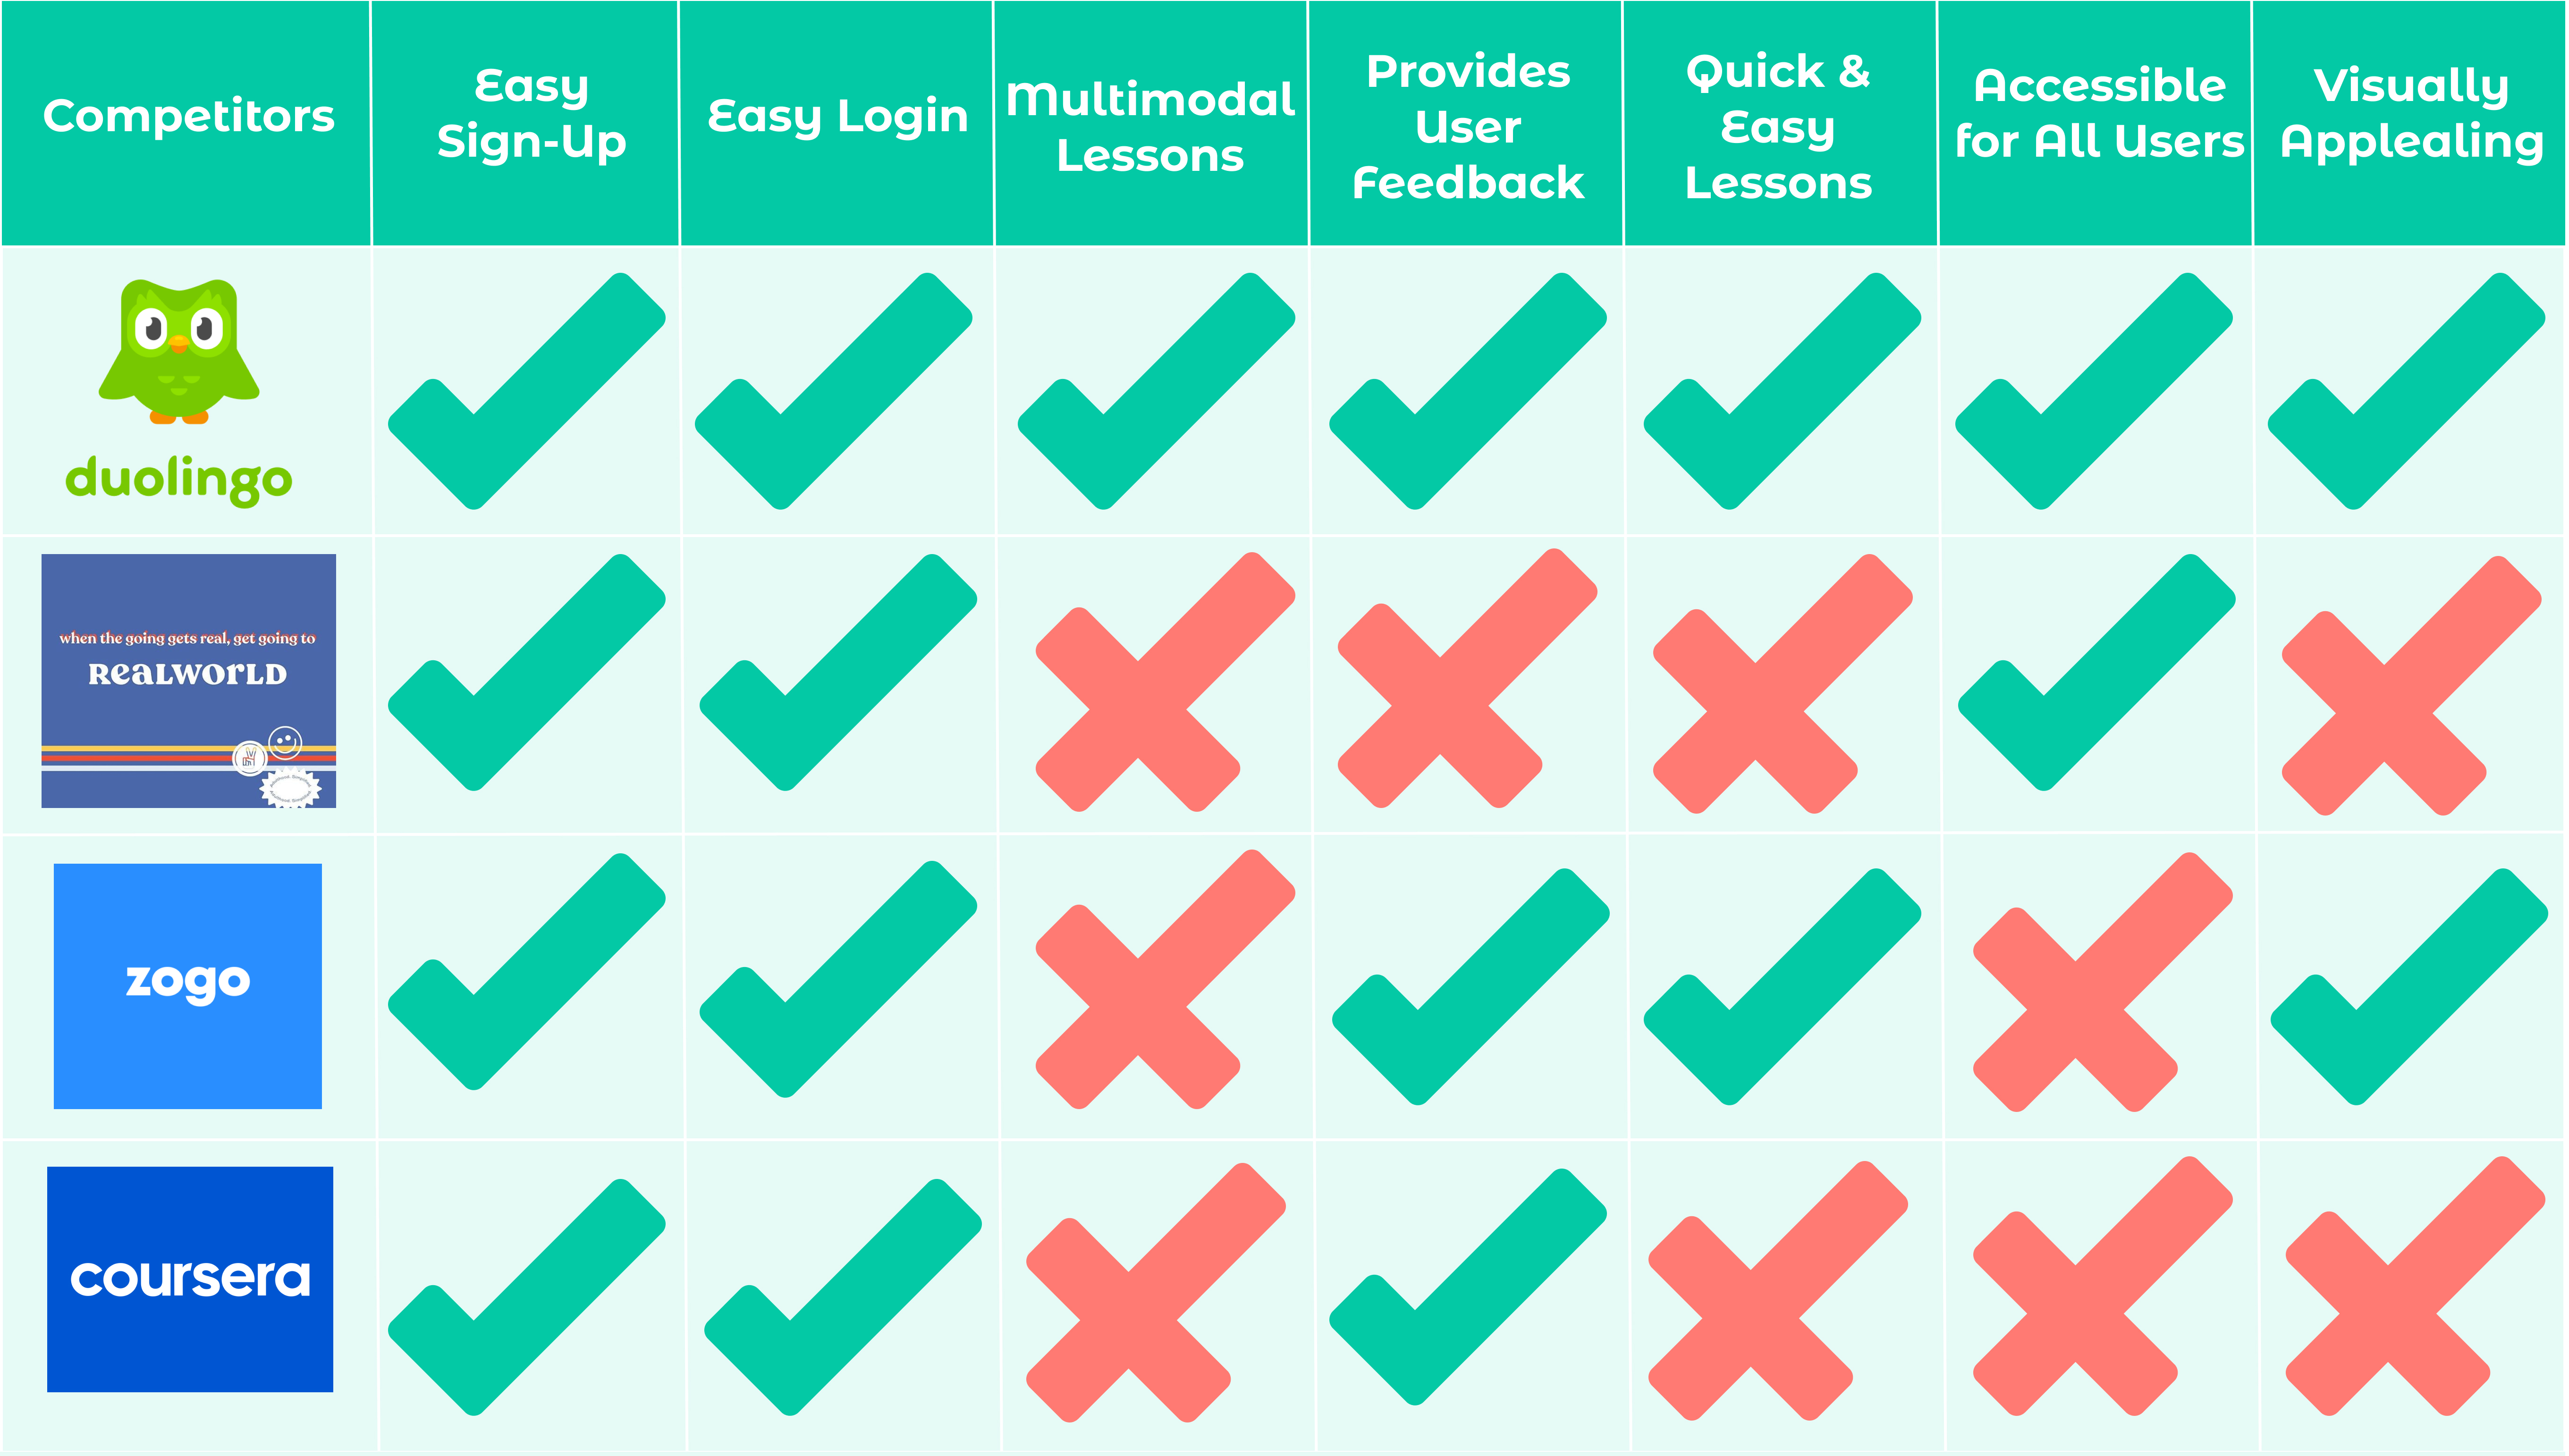 Competitors
Easy
Sign-Up
Easy Login
Multimodal
Lessons
Provides
User
Feedback
Quick &
Easy
Lessons
Accessible
for All Users
Visually
Applealing
duolingo
when the going gets real, get going to
REALWORLD
zogo
coursera